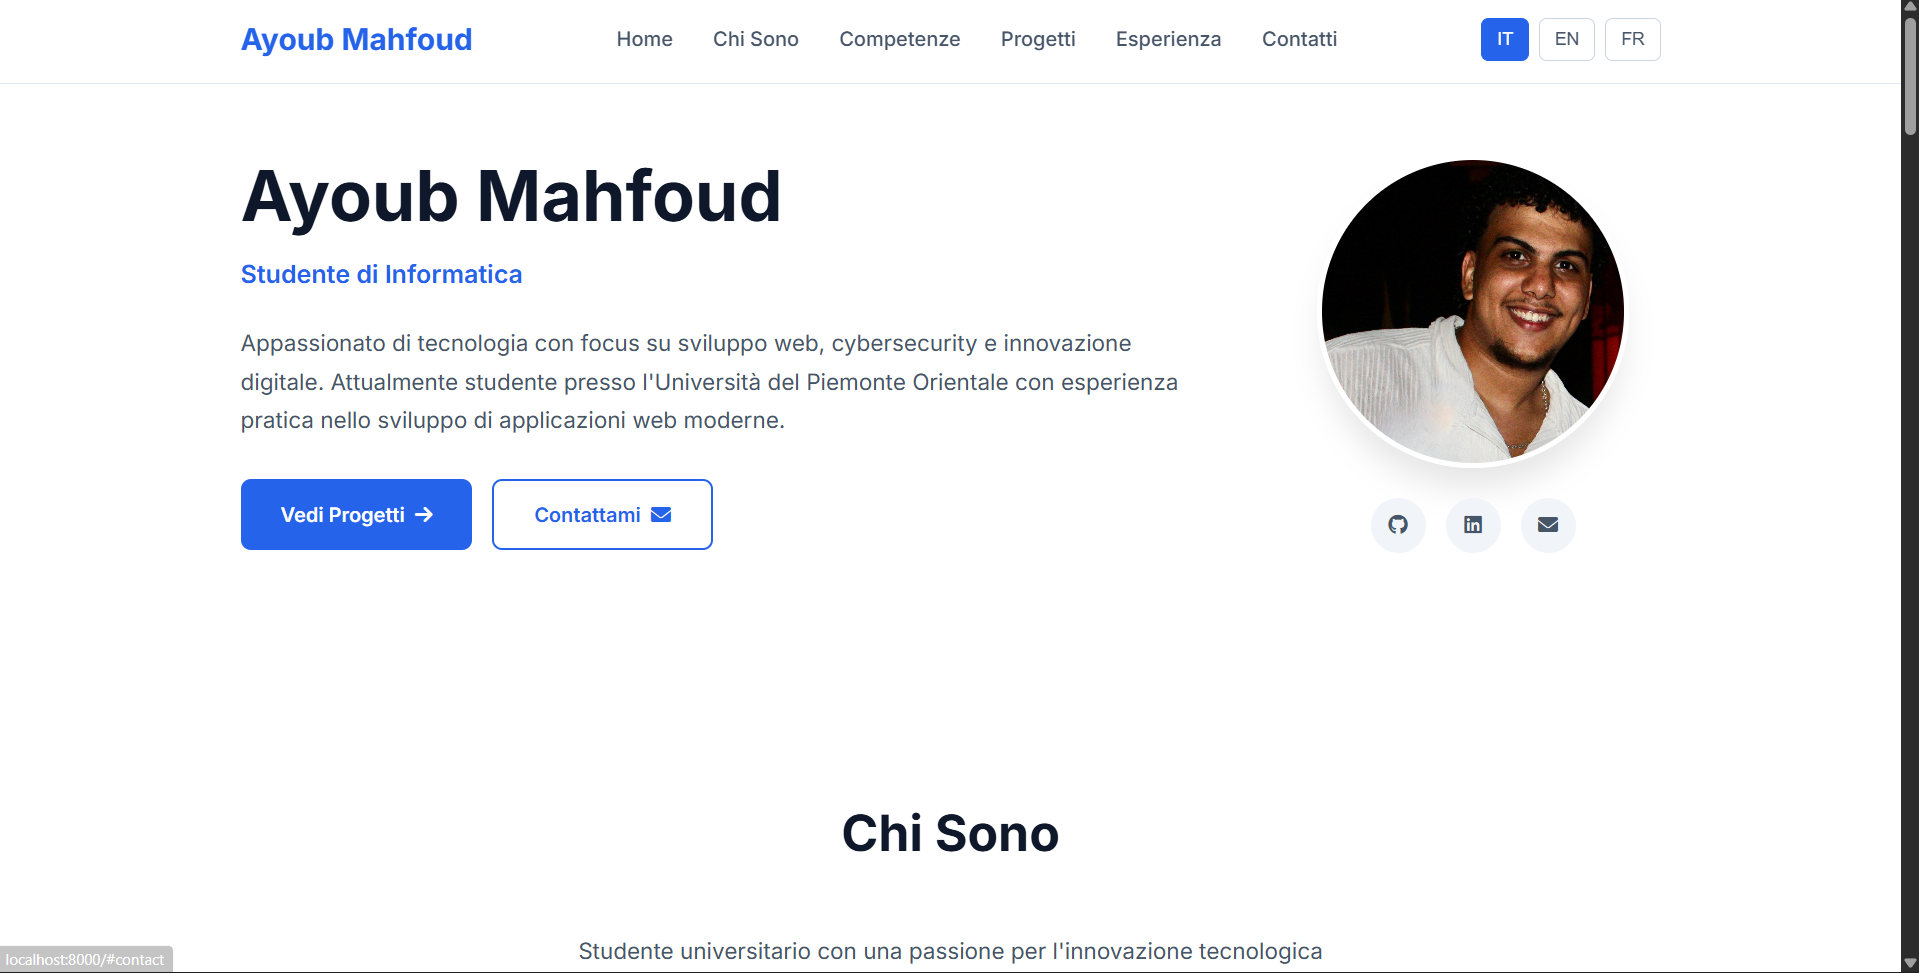 Ayoub Mahfoud
Home
Chi Sono
Competenze
Progetti
Esperienza
Contatti
IT
EN
FR
Ayoub Mahfoud
Studente di Informatica
Appassionato di tecnologia con focus su sviluppo web, cybersecurity e innovazione
digitale. Attualmente studente presso l'Università del Piemonte Orientale con esperienza
pratica nello sviluppo di applicazioni web moderne.
Vedi Progetti
Contattami
Chi Sono
Studente universitario con una passione per l'innovazione tecnologica
localhost:8000/#contact